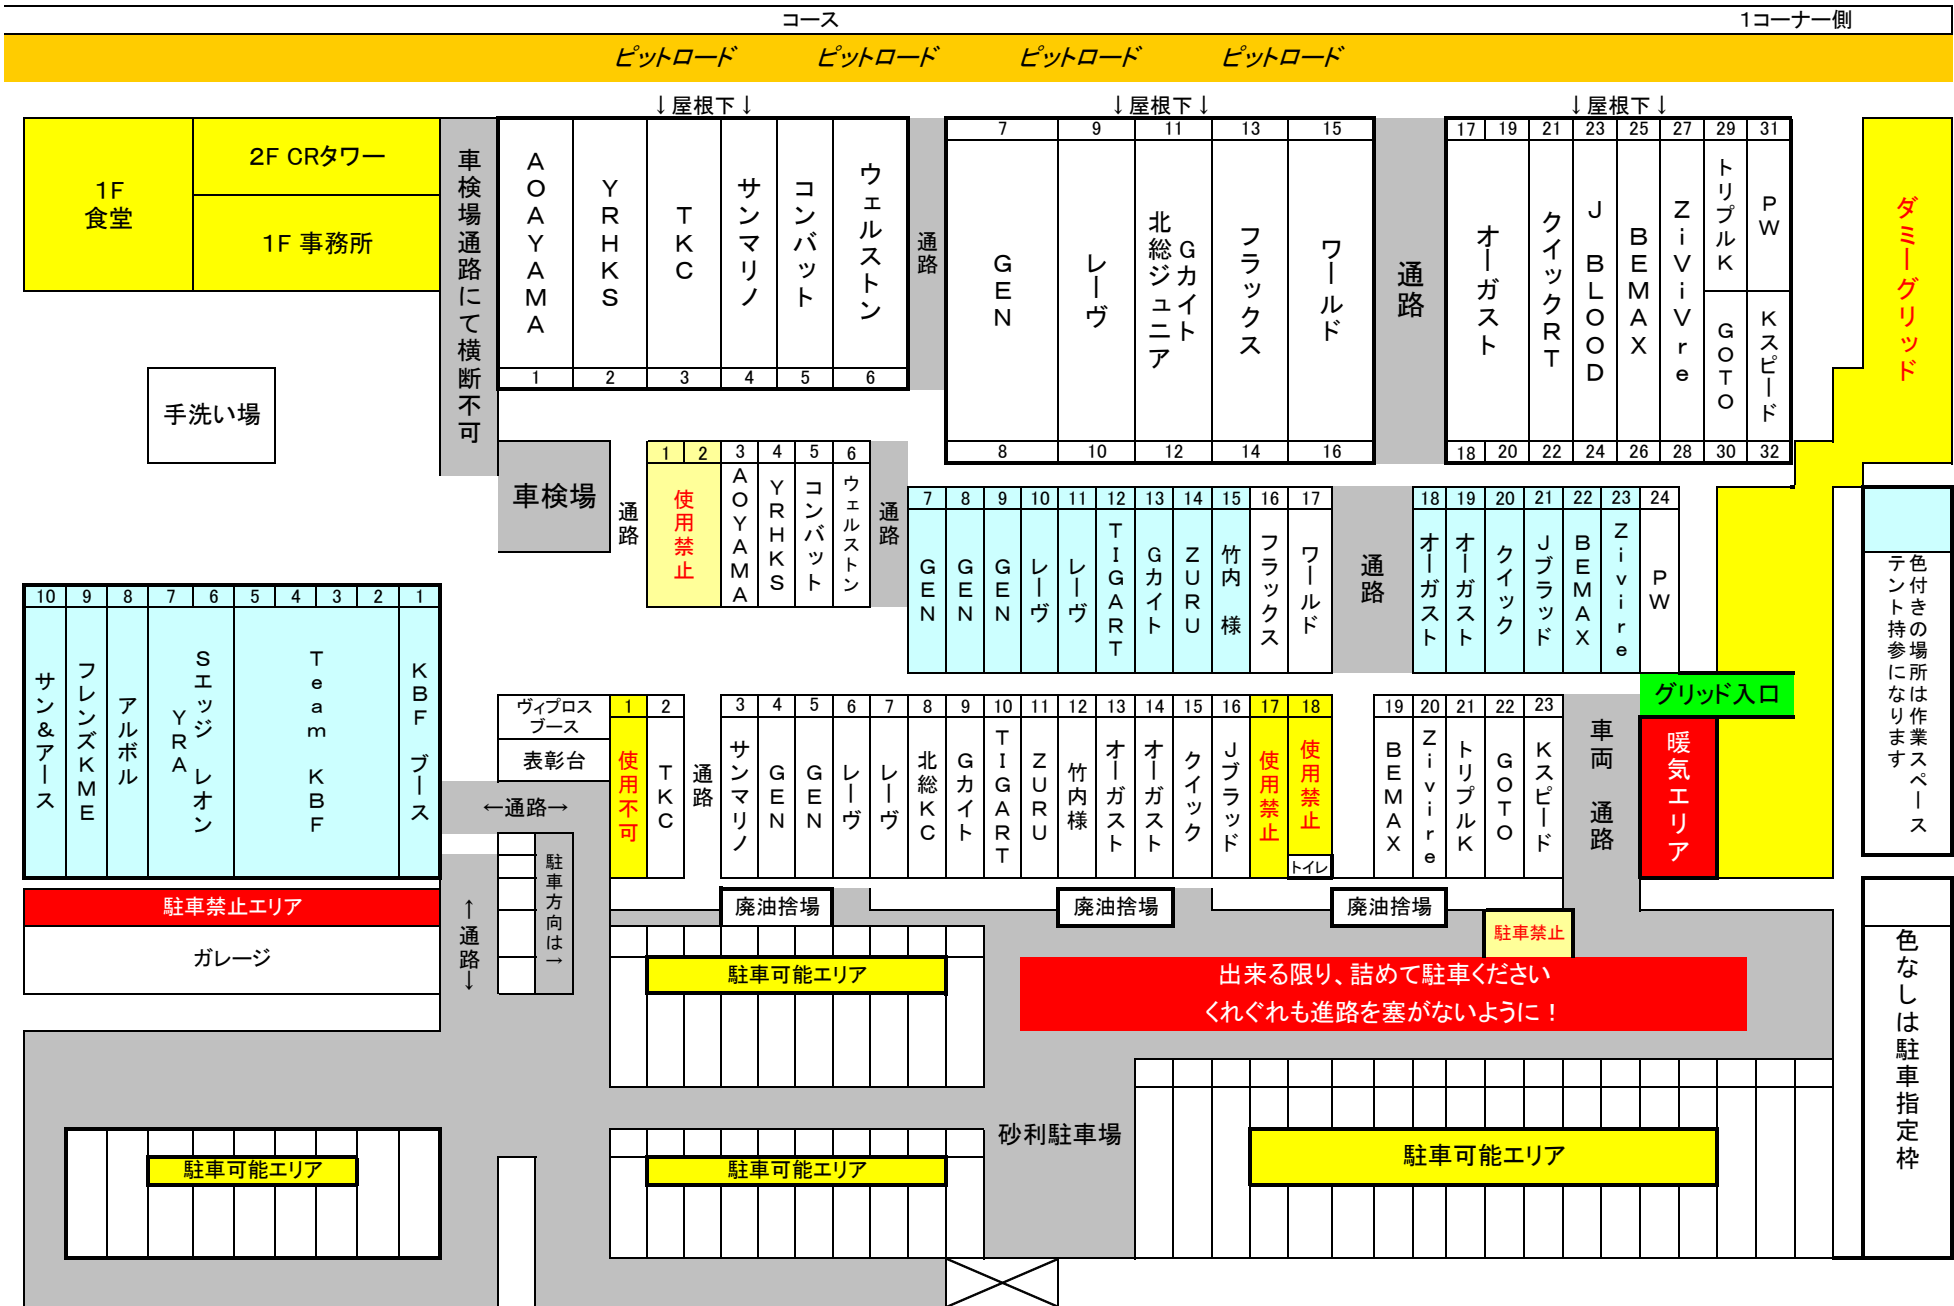 コース
1コーナー側
ピットロード ピットロード ピットロード ピットロード
↓屋根下↓ ↓屋根下↓ ↓屋根下↓
1F
食堂
2F CRタワー
1F 事務所
車検場通路にて横断不可
手洗い場
AOAYAMA
YRHKS
TKC
サンマリノ
コンバット
ウェルストン
1 2 3 4 5 6
通路
7 9 11 13 15
GEN
レーヴ
Gカイト
北総ジュニア
フラックス
ワールド
8 10 12 14 16
通路
17 19 21 23 25 27 29 31
オーガスト
クイックRT
J BLOOD
BEMAX
ZiViVre
トリプルK
GOTO
PW
Kスピード
18 20 22 24 26 28 30 32
ダミーグリッド
車検場
通路
1 2 3 4 5 6
使用禁止
AOYAMA
YRHKS
コンバット
ウェルストン
通路
7 8 9 10 11 12 13 14 15 16 17
GEN
GEN
GEN
レーヴ
レーヴ
TIGART
Gカイト
ZURU
竹内 様
フラックス
ワールド
通路
18 19 20 21 22 23 24
オーガスト
オーガスト
クイック
Jブラッド
BEMAX
Zivire
PW
色付きの場所は作業スペース
テント持参になります
10 9 8 7 6 5 4 3 2 1
サン&アース
フレンズKME
アルボル
YRA
Sエッジ レオン
Team KBF
KBF ブース
ヴィプロス
ブース
表彰台
←通路→
1 2 3 4 5 6 7 8 9 10 11 12 13 14 15 16 17 18 19 20 21 22 23
使用不可
TKC
通路
サンマリノ
GEN
GEN
レーヴ
レーヴ
北総KC
Gカイト
TIGART
ZURU
竹内様
オーガスト
オーガスト
クイック
Jブラッド
使用禁止
使用禁止
トイレ
BEMAX
Zivire
トリプルK
GOTO
Kスピード
車両 通路
グリッド入口
暖気エリア
駐車禁止エリア
ガレージ
↑通路↓
駐車方向は→
廃油捨場 廃油捨場 廃油捨場
駐車禁止
駐車可能エリア
出来る限り、詰めて駐車ください
くれぐれも進路を塞がないように！
色なしは駐車指定枠
砂利駐車場
駐車可能エリア
駐車可能エリア
駐車可能エリア